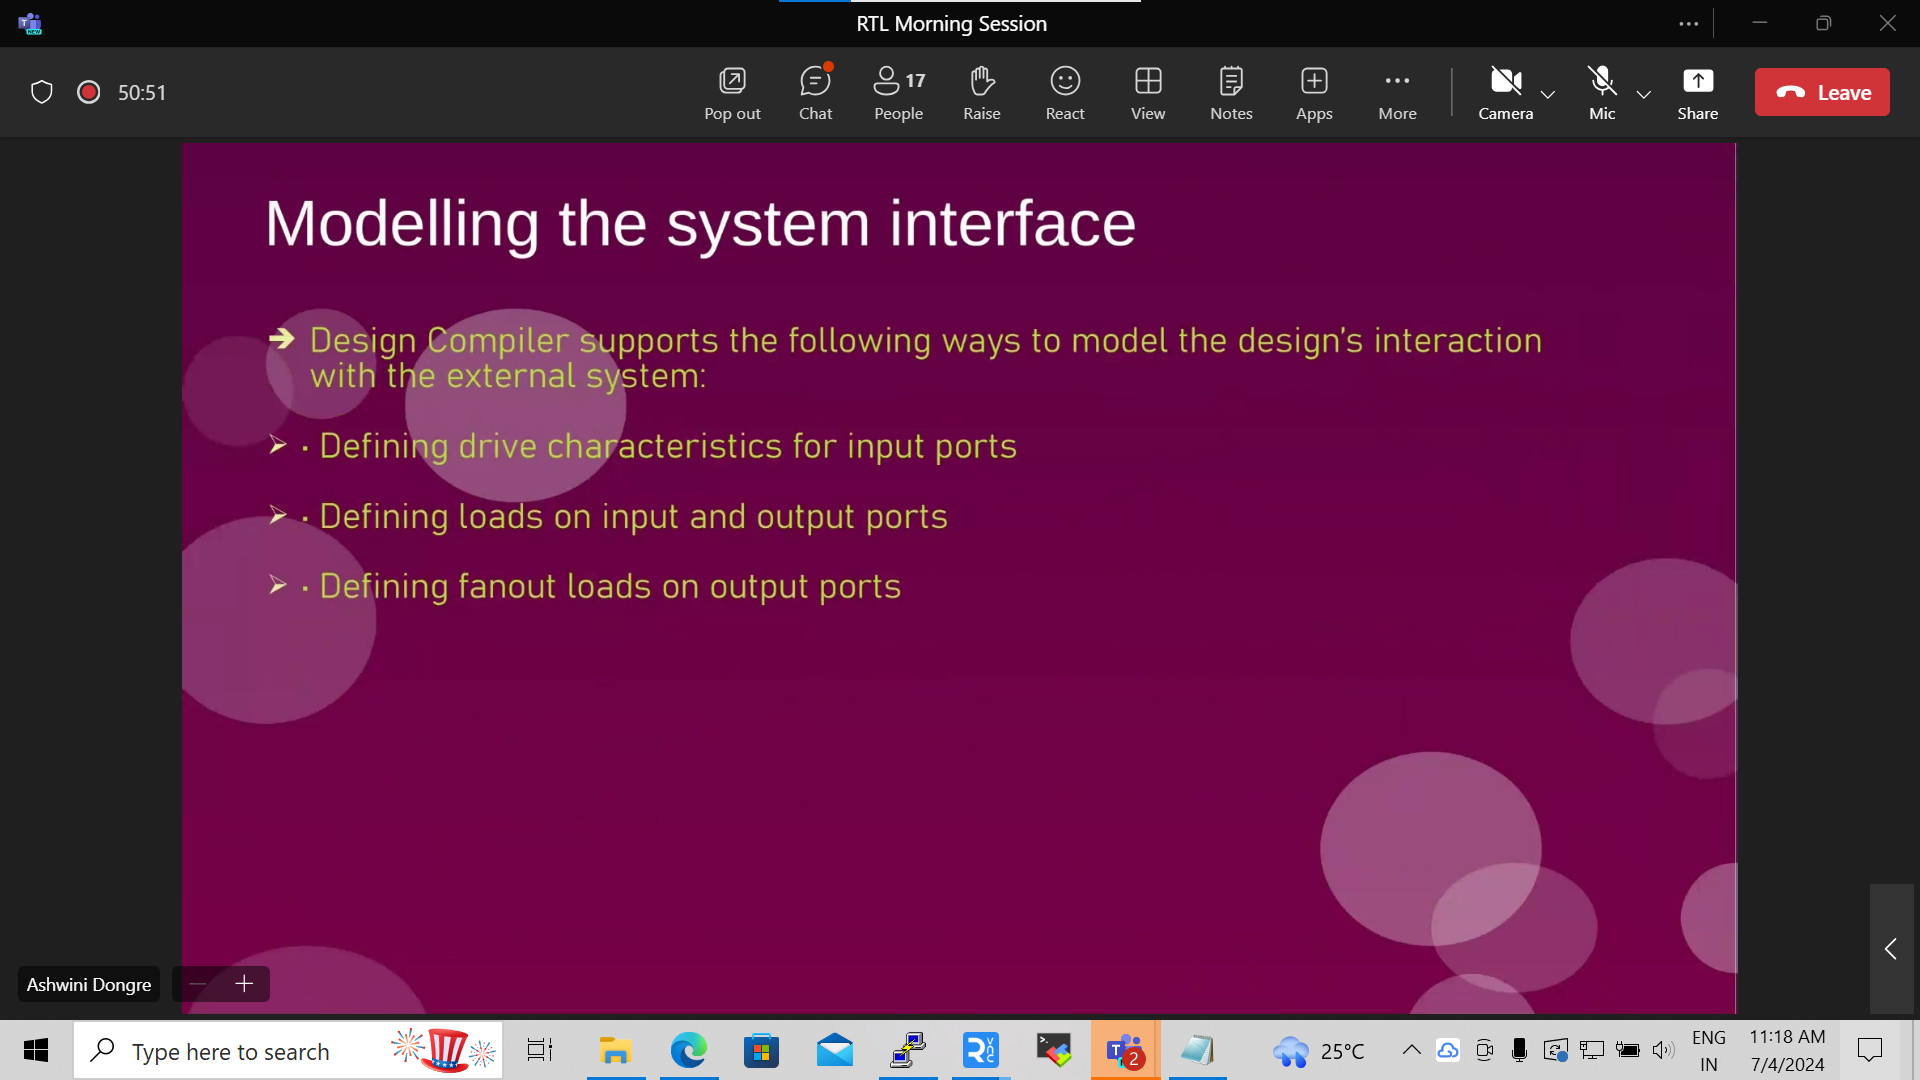 RTL Morning Session
50:51
Pop out
Chat
17
People
Raise
React
View
Notes
Apps
More
Camera
Mic
Share
Leave
Modelling the system interface
Design Compiler supports the following ways to model the design's interaction
with the external system:
· Defining drive characteristics for input ports
· Defining loads on input and output ports
· Defining fanout loads on output ports
Ashwini Dongre
Type here to search
2
25°C
ENG
IN
11:18 AM
7/4/2024